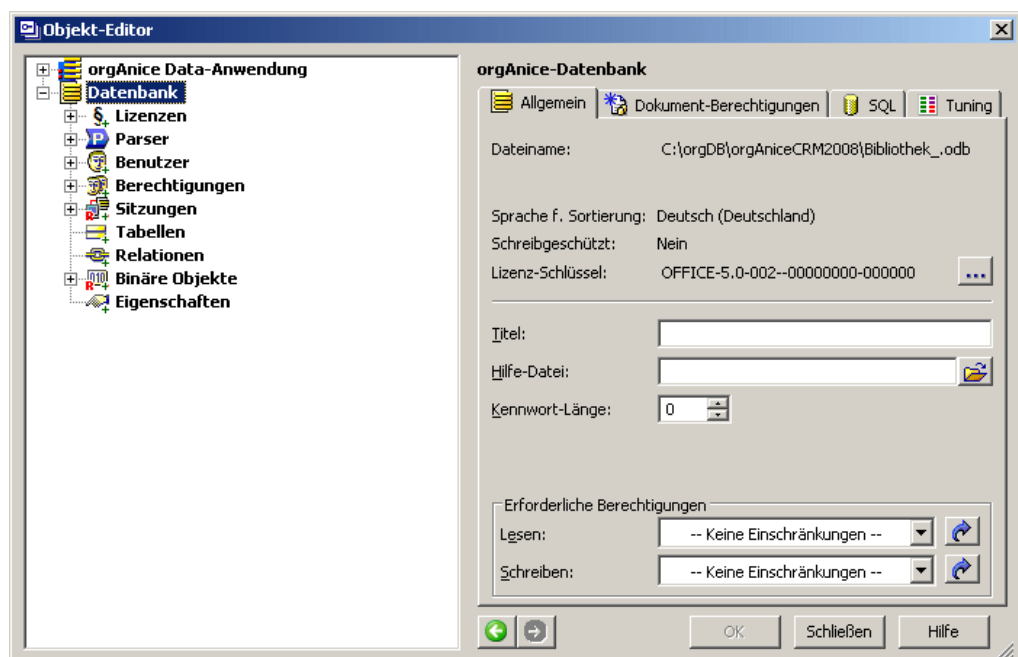 Objekt-Editor
orgAnice Data-Anwendung
Datenbank
Lizenzen
Parser
Benutzer
Berechtigungen
Sitzungen
Tabellen
Relationen
Binäre Objekte
Eigenschaften
orgAnice-Datenbank
Allgemein Dokument-Berechtigungen SQL Tuning
Dateiname: C:\orgDB\orgAniceCRM2008\Bibliothek_.odb
Sprache f. Sortierung: Deutsch (Deutschland)
Schreibgeschützt: Nein
Lizenz-Schlüssel: OFFICE-5.0-002--00000000-000000 ...
Titel:
Hilfe-Datei:
Kennwort-Länge: 0
Erforderliche Berechtigungen
Lesen: -- Keine Einschränkungen --
Schreiben: -- Keine Einschränkungen --
OK Schließen Hilfe